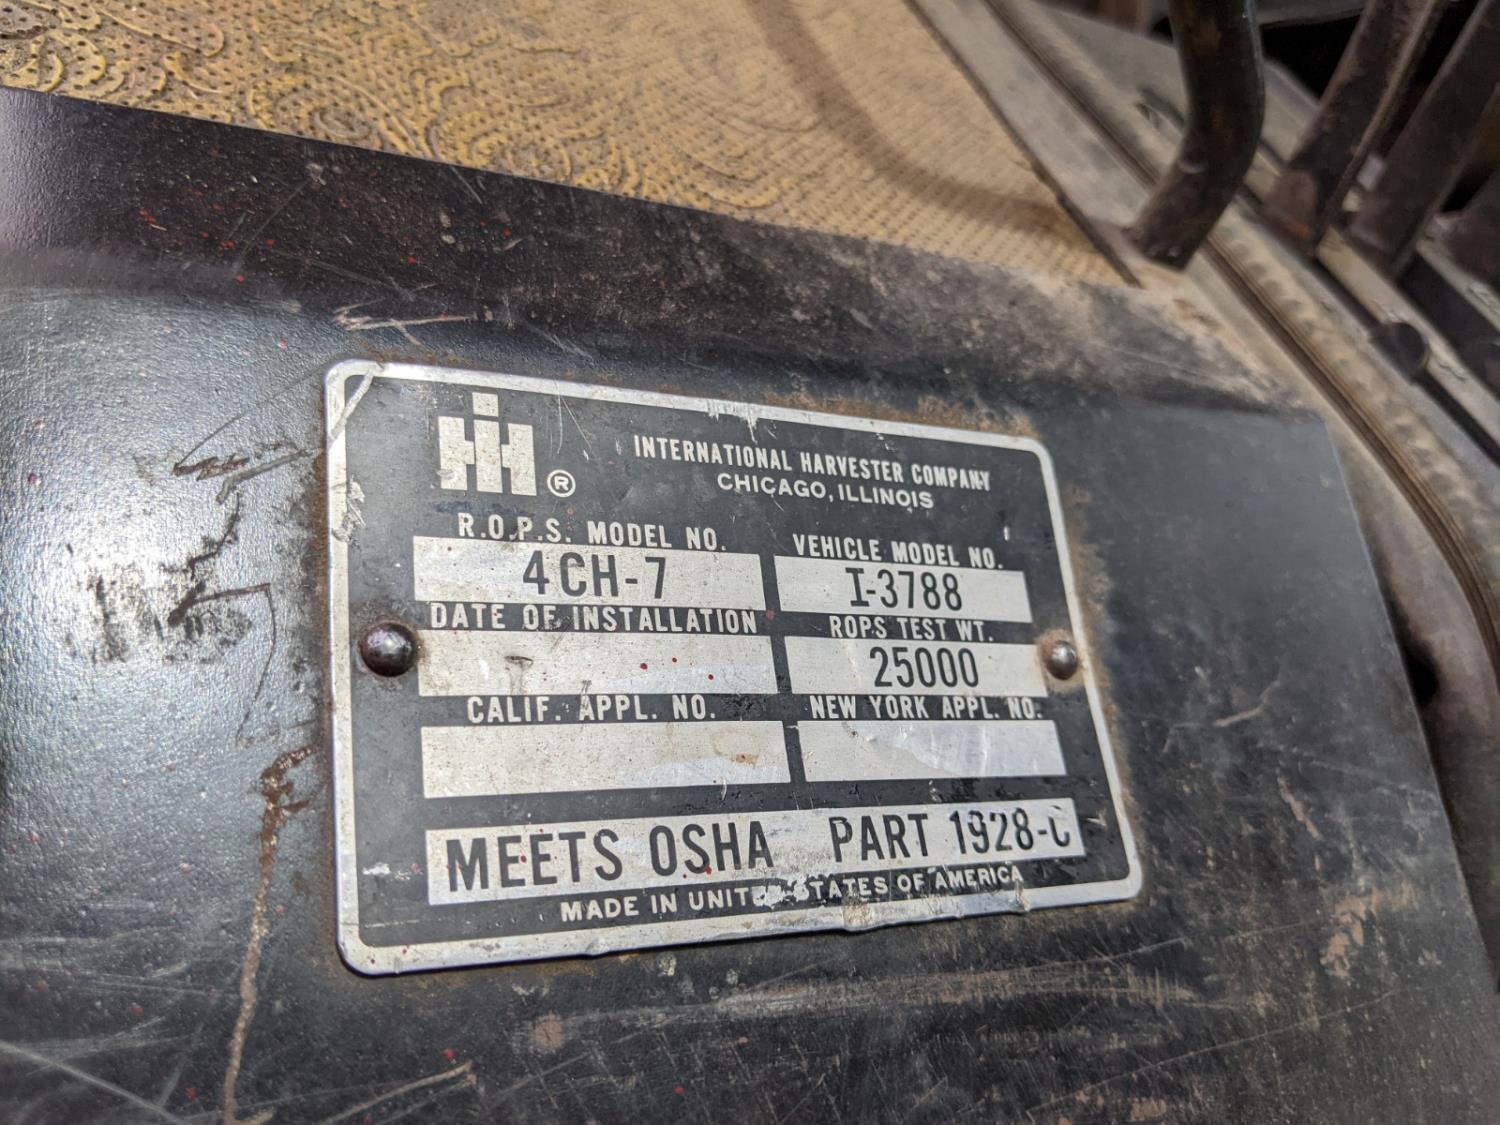 IH ®
INTERNATIONAL HARVESTER COMPANY
CHICAGO, ILLINOIS
R.O.P.S. MODEL NO. VEHICLE MODEL NO.
4CH-7 I-3788
DATE OF INSTALLATION ROPS TEST WT.
25000
CALIF. APPL. NO. NEW YORK APPL. NO.
MEETS OSHA PART 1928-C
MADE IN UNITED STATES OF AMERICA